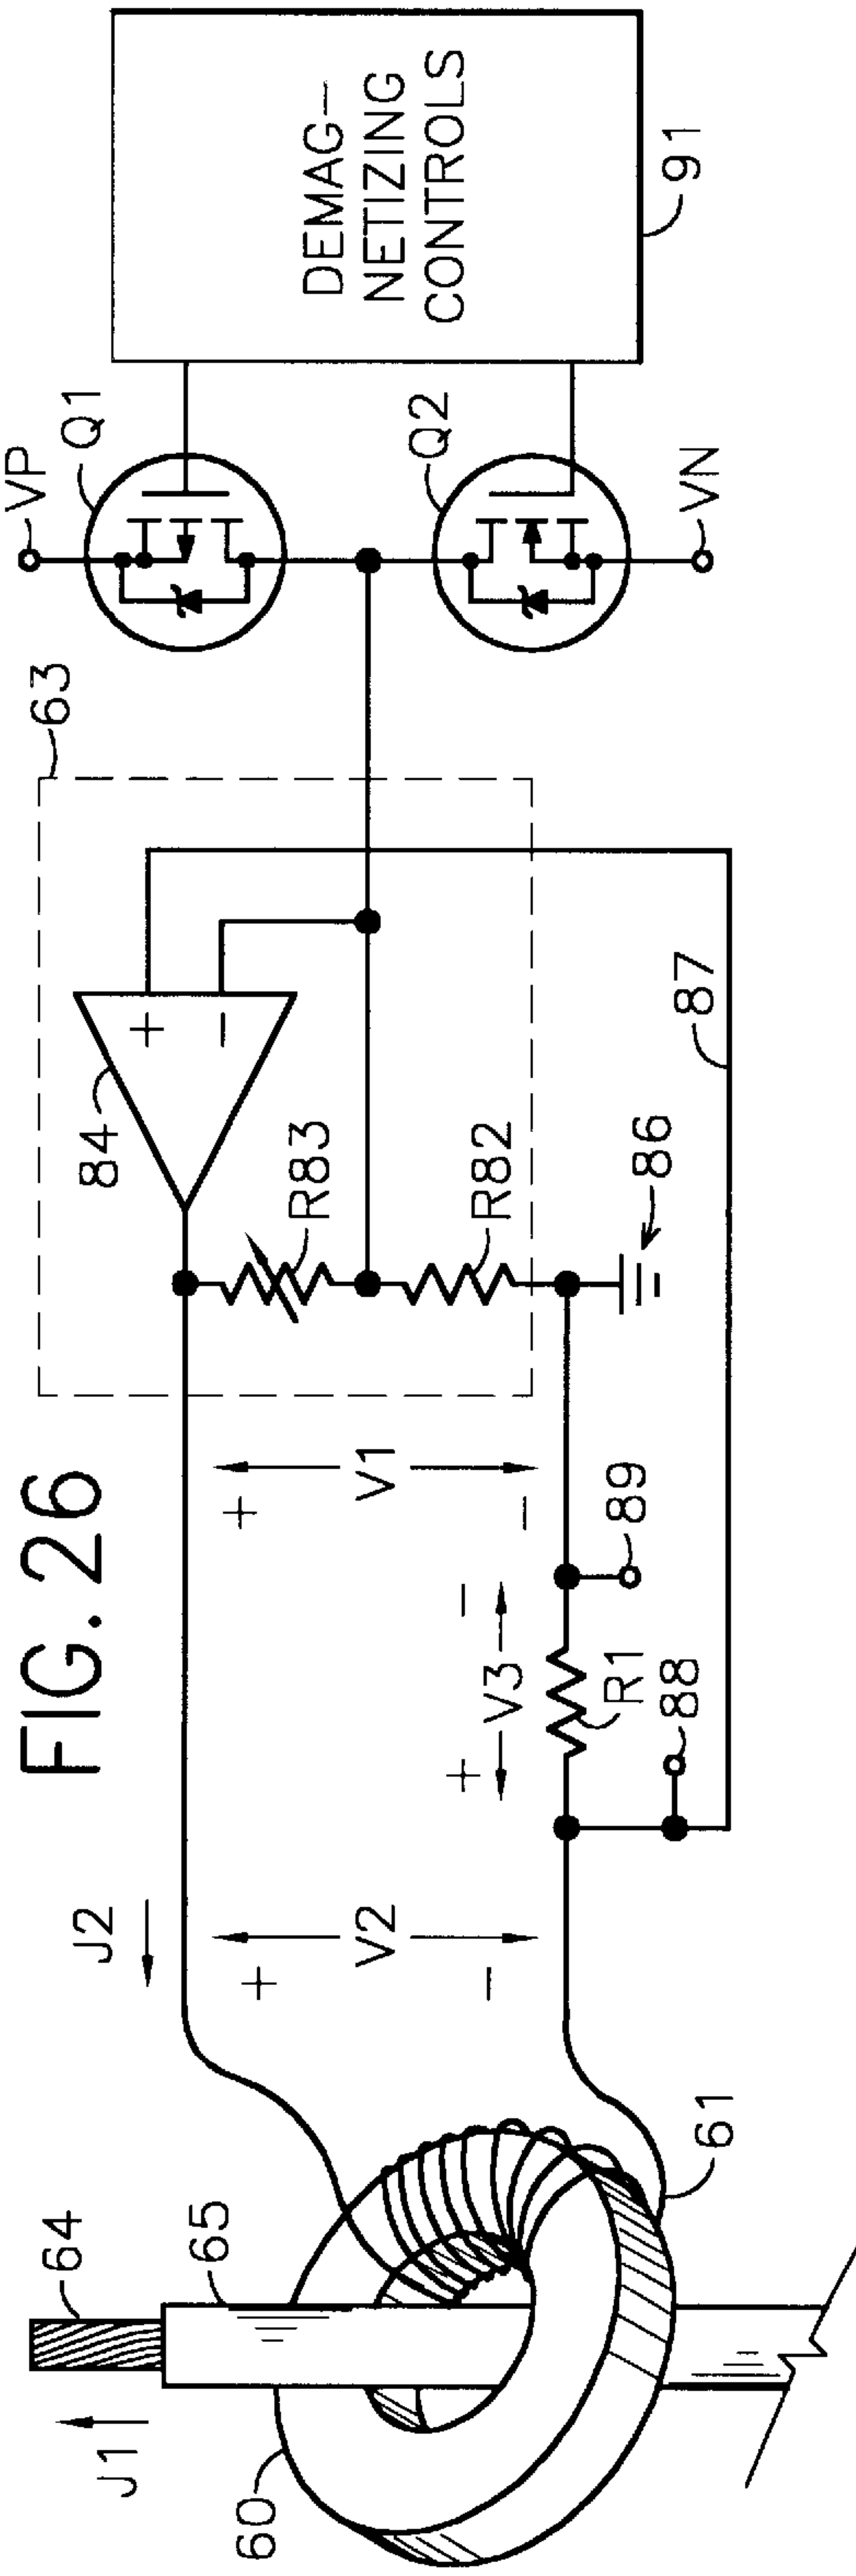 FIG. 26
J1
64
65
60
61
J2
+
V2
−
+
V1
−
+
V3
−
R1
88
89
87
86
84
+
−
R83
R82
63
VP
Q1
Q2
VN
DEMAG-
NETIZING
CONTROLS
91